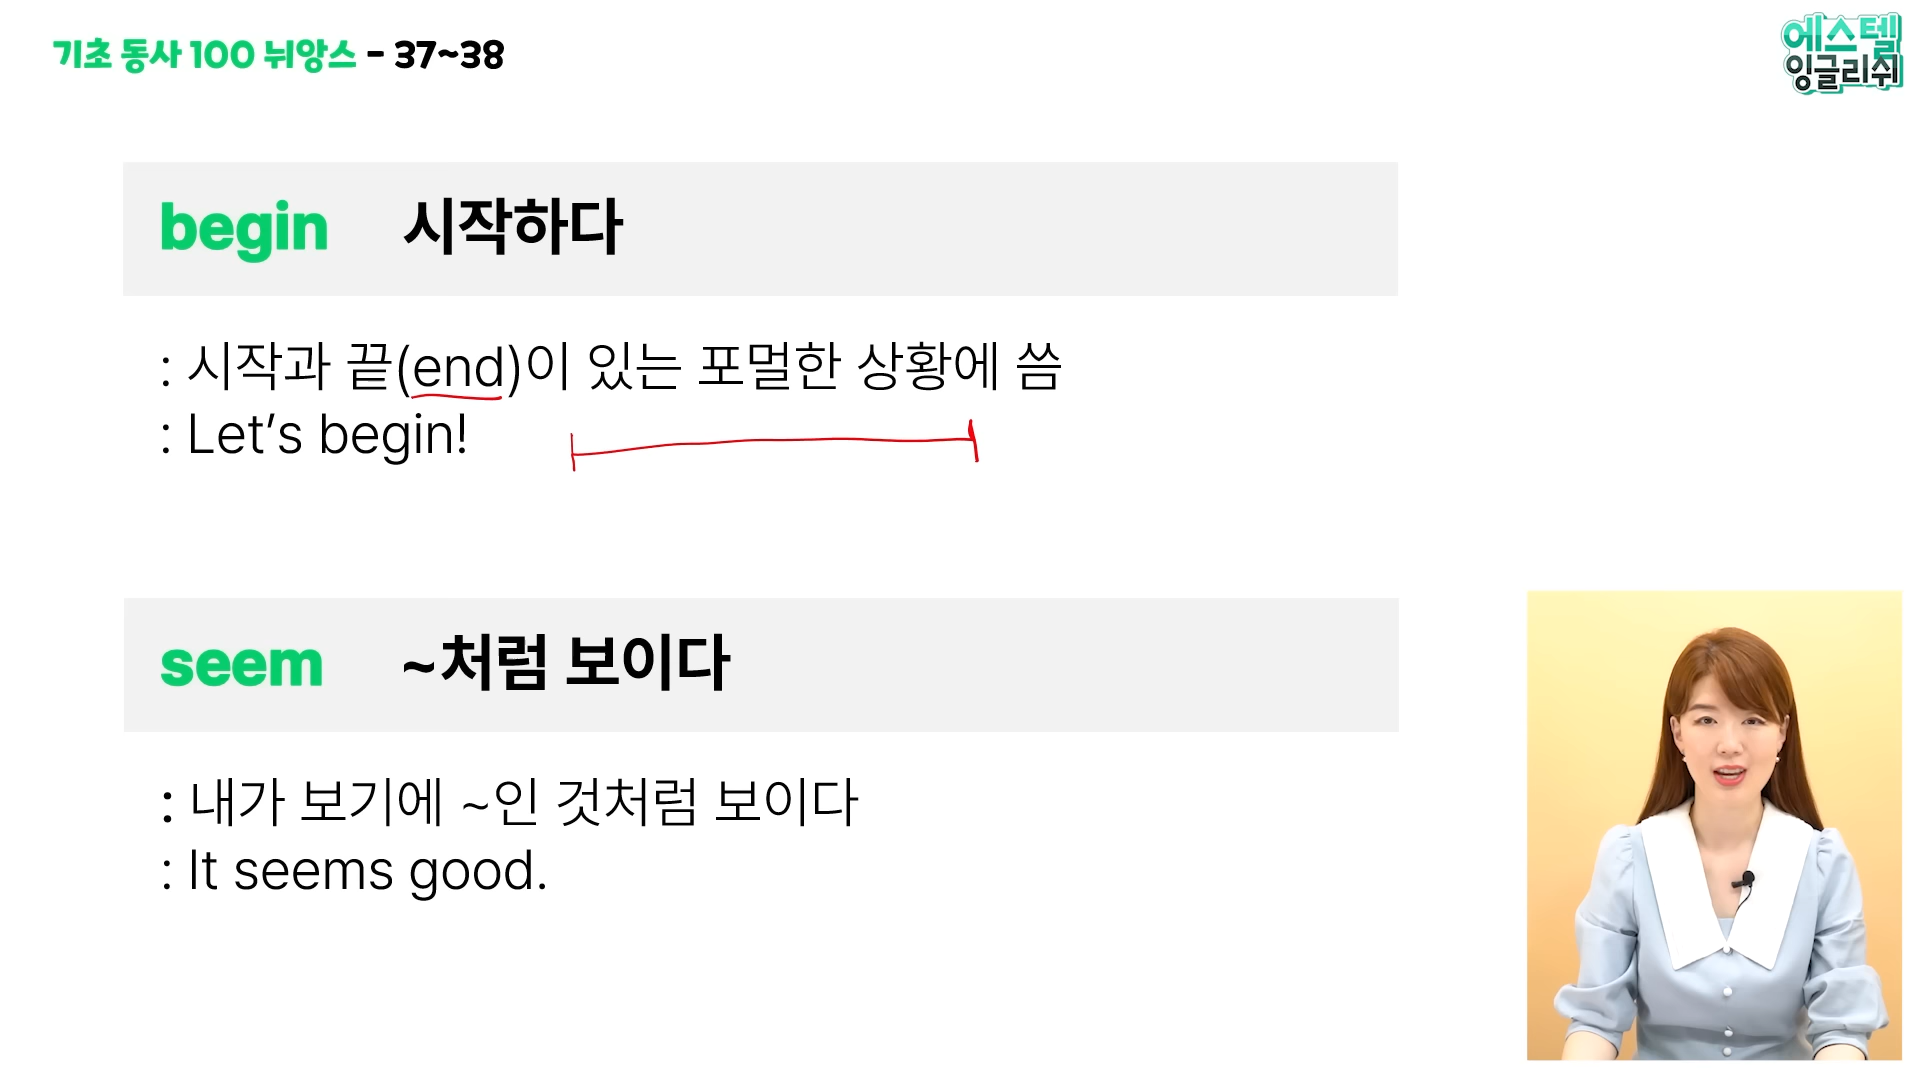 기초 동사 100 뉘앙스 - 37~38
에스텔
잉글리쉬
begin 시작하다
: 시작과 끝(end)이 있는 포멀한 상황에 씀
: Let’s begin!
seem ~처럼 보이다
: 내가 보기에 ~인 것처럼 보이다
: It seems good.